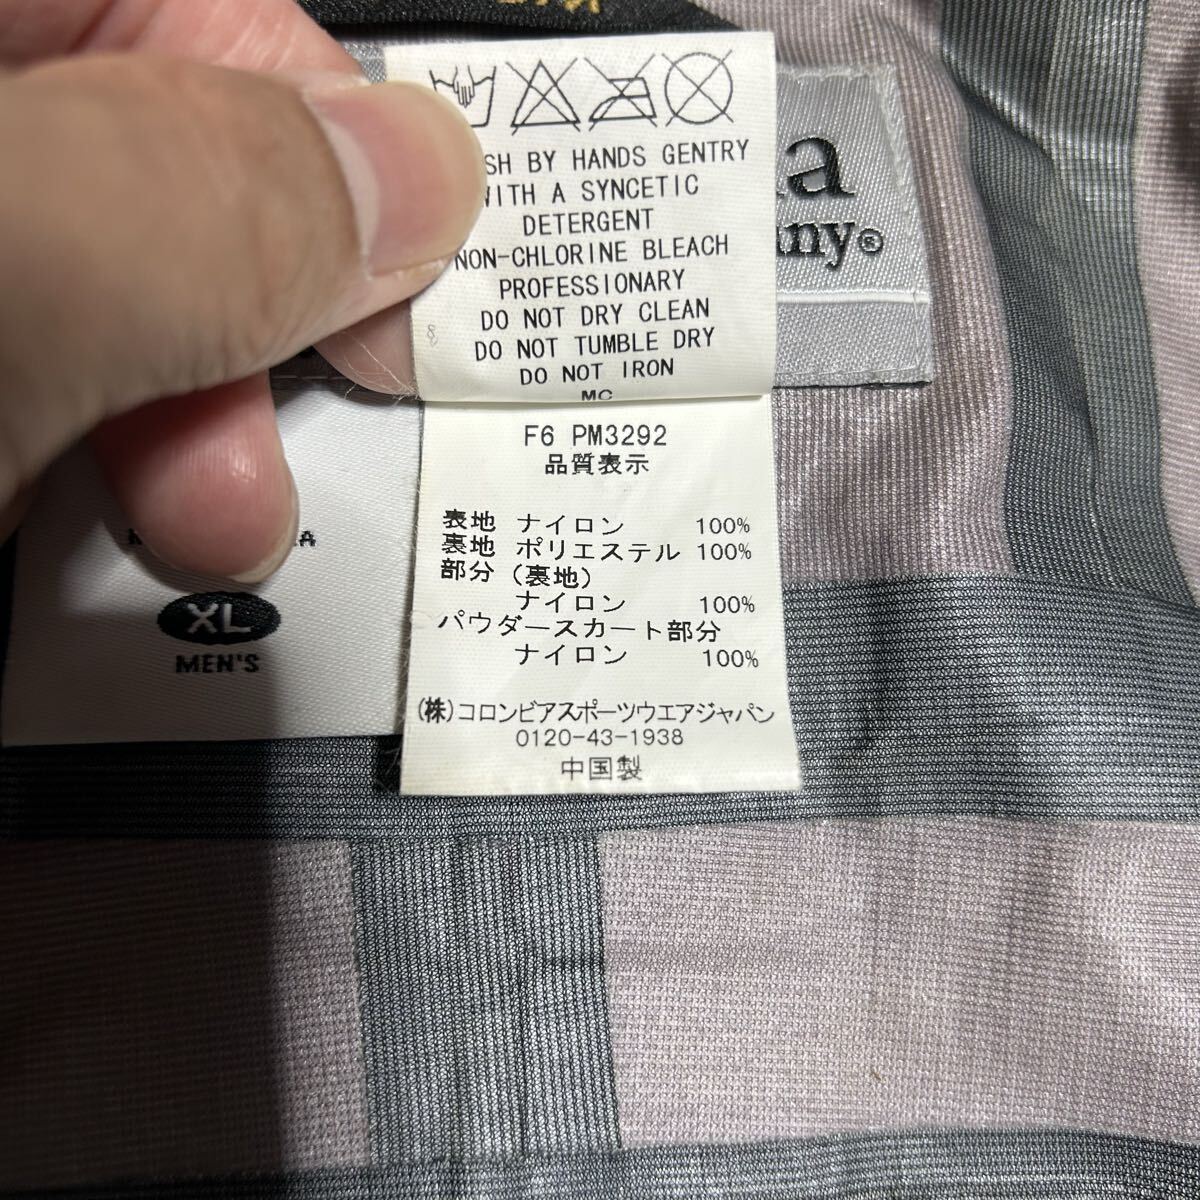 BY HANDS GENTRY
WITH A SYNCETIC
DETERGENT
NON-CHLORINE BLEACH
PROFESSIONARY
DO NOT DRY CLEAN
DO NOT TUMBLE DRY
DO NOT IRON
MC
F6 PM3292
品質表示
表地 ナイロン 100%
裏地 ポリエステル 100%
部分(裏地)
ナイロン 100%
パウダースカート部分
ナイロン 100%
(株)コロンビアスポーツウエアジャパン
0120-43-1938
中国製
XL
MEN'S